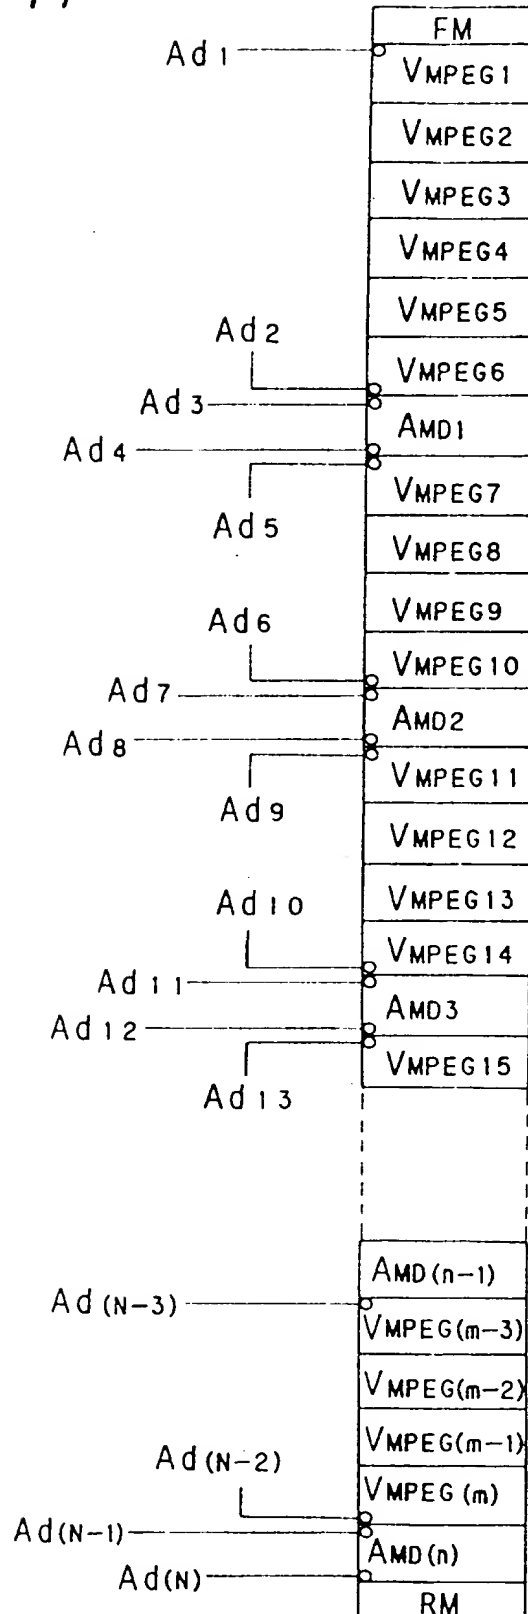 FM
Ad1
VMPEG1
VMPEG2
VMPEG3
VMPEG4
VMPEG5
Ad2
VMPEG6
Ad3
AMD1
Ad4
VMPEG7
Ad5
VMPEG8
VMPEG9
Ad6
VMPEG10
Ad7
AMD2
Ad8
VMPEG11
Ad9
VMPEG12
VMPEG13
Ad10
VMPEG14
Ad11
AMD3
Ad12
VMPEG15
Ad13
AMD(n-1)
Ad(N-3)
VMPEG(m-3)
VMPEG(m-2)
VMPEG(m-1)
Ad(N-2)
VMPEG(m)
Ad(N-1)
AMD(n)
Ad(N)
RM